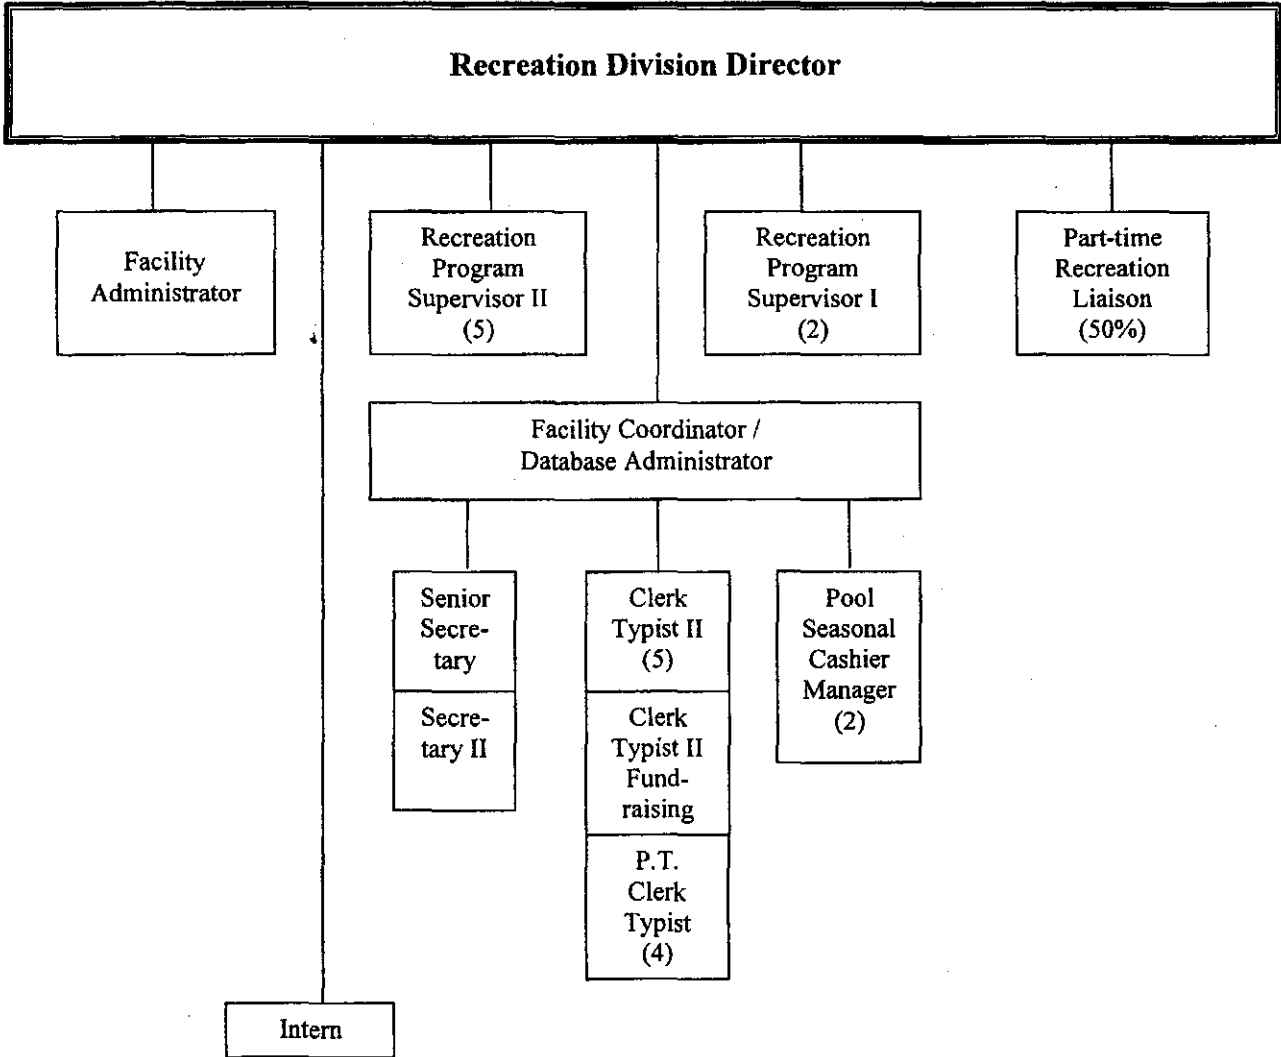 Recreation Division Director
Facility
Administrator
Recreation
Program
Supervisor II
(5)
Recreation
Program
Supervisor I
(2)
Part-time
Recreation
Liaison
(50%)
Facility Coordinator /
Database Administrator
Senior
Secre-
tary
Secre-
tary II
Clerk
Typist II
(5)
Clerk
Typist II
Fund-
raising
P.T.
Clerk
Typist
(4)
Pool
Seasonal
Cashier
Manager
(2)
Intern